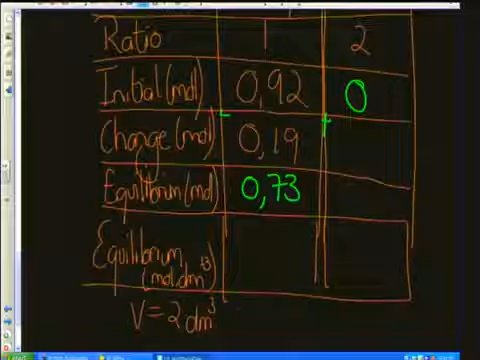 Ratio 1 2
Initial (mol) 0,92 0
Change (mol) 0,19
Equilibrium (mol) 0,73
Equilibrium
(mol.dm⁻³)
V = 2 dm³